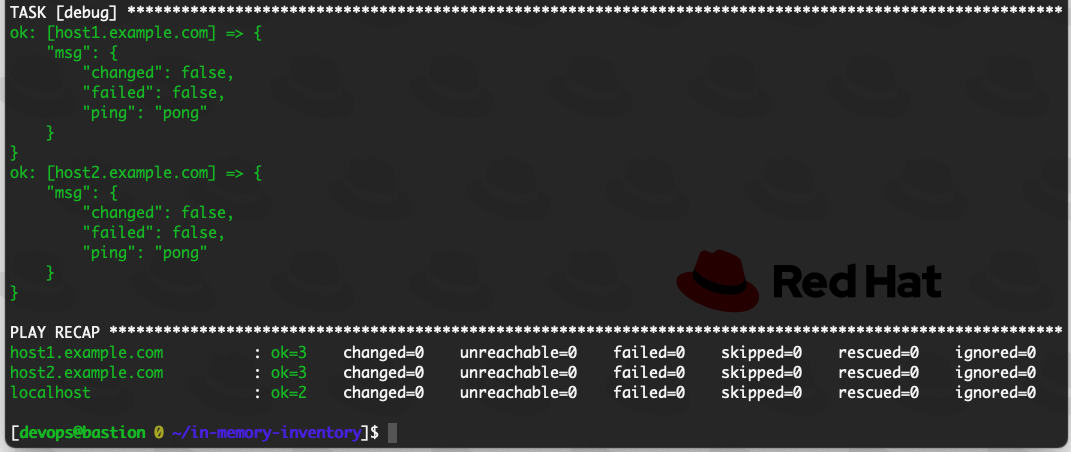 TASK [debug] ********************************************************************************************************
ok: [host1.example.com] => {
    "msg": {
        "changed": false,
        "failed": false,
        "ping": "pong"
    }
}
ok: [host2.example.com] => {
    "msg": {
        "changed": false,
        "failed": false,
        "ping": "pong"
    }
}
Red Hat
PLAY RECAP **********************************************************************************************************
host1.example.com          : ok=3    changed=0    unreachable=0    failed=0    skipped=0    rescued=0    ignored=0
host2.example.com          : ok=3    changed=0    unreachable=0    failed=0    skipped=0    rescued=0    ignored=0
localhost                  : ok=2    changed=0    unreachable=0    failed=0    skipped=0    rescued=0    ignored=0
[devops@bastion 0 ~/in-memory-inventory]$